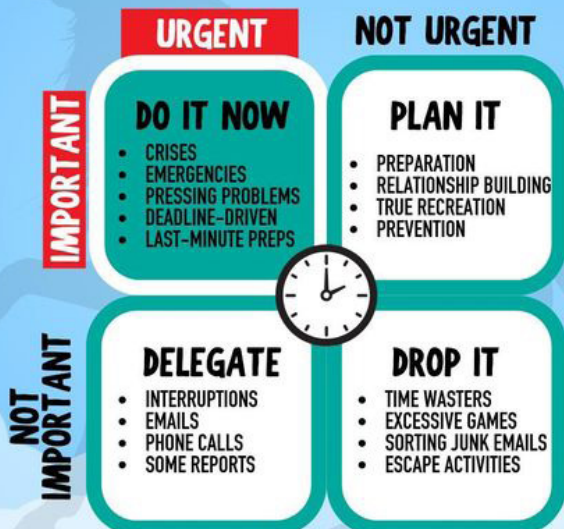 URGENT
NOT URGENT
IMPORTANT
DO IT NOW
• CRISES
• EMERGENCIES
• PRESSING PROBLEMS
• DEADLINE-DRIVEN
• LAST-MINUTE PREPS
PLAN IT
• PREPARATION
• RELATIONSHIP BUILDING
• TRUE RECREATION
• PREVENTION
NOT
IMPORTANT
DELEGATE
• INTERRUPTIONS
• EMAILS
• PHONE CALLS
• SOME REPORTS
DROP IT
• TIME WASTERS
• EXCESSIVE GAMES
• SORTING JUNK EMAILS
• ESCAPE ACTIVITIES